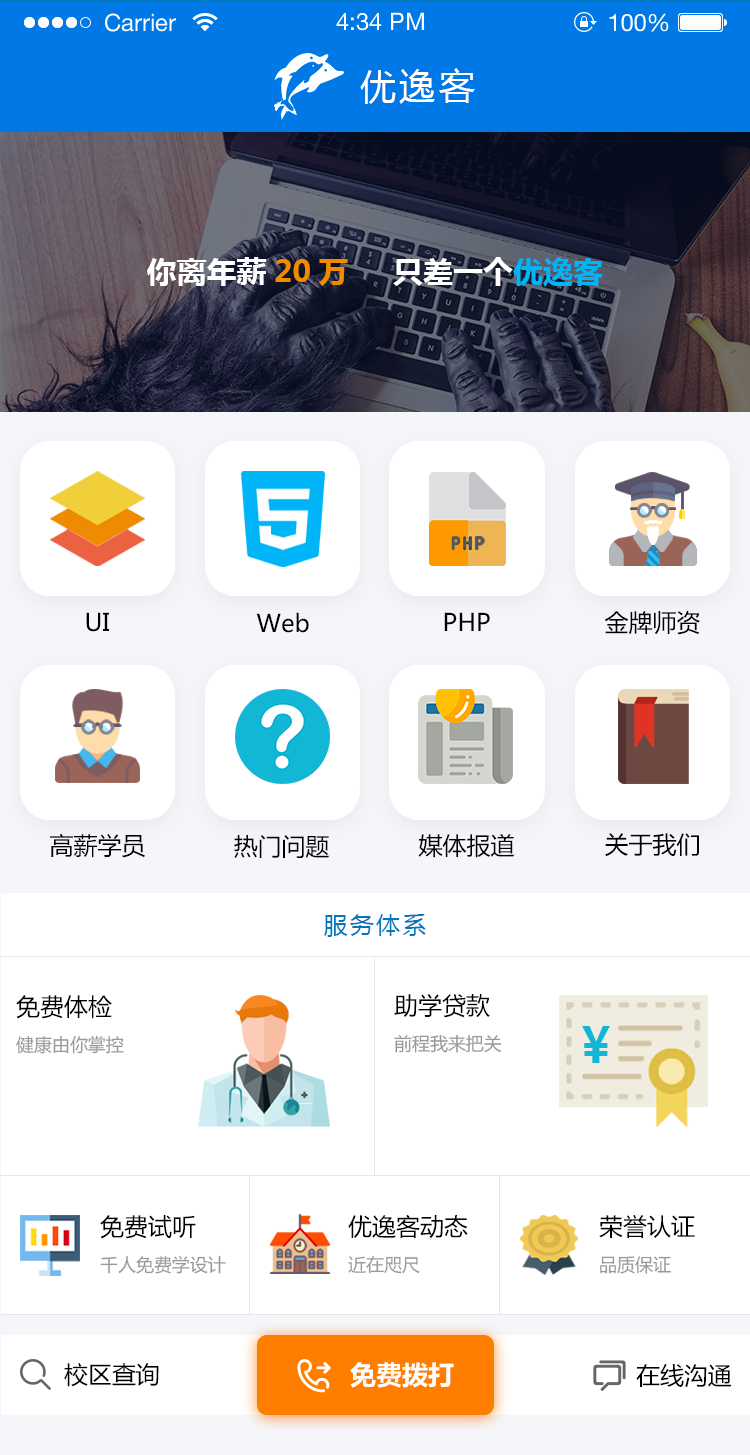 Carrier 4:34 PM 100%
优逸客
你离年薪 20 万 只差一个优逸客
UI Web PHP 金牌师资
PHP
高薪学员 热门问题 媒体报道 关于我们
服务体系
免费体检 助学贷款
健康由你掌控 前程我来把关
¥
免费试听 优逸客动态 荣誉认证
千人免费学设计 近在咫尺 品质保证
校区查询 免费拨打 在线沟通